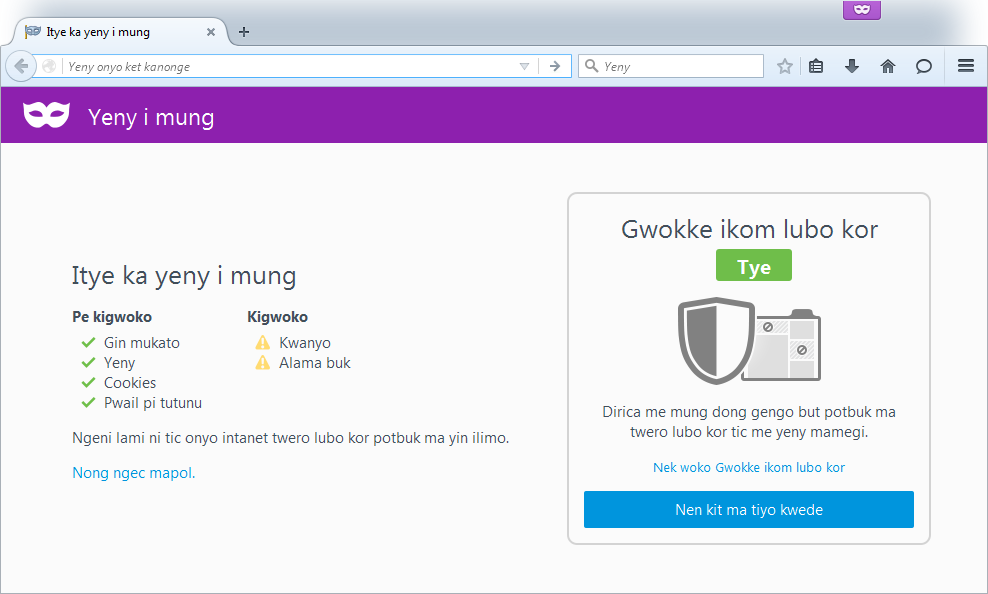 Itye ka yeny i mung
Yeny onyo ket kanonge
Yeny
Yeny i mung
Itye ka yeny i mung
Pe kigwoko
Gin mukato
Yeny
Cookies
Pwail pi tutunu
Kigwoko
Kwanyo
Alama buk
Ngeni lami ni tic onyo intanet twero lubo kor potbuk ma yin ilimo.
Nong ngec mapol.
Gwokke ikom lubo kor
Tye
Dirica me mung dong gengo but potbuk ma
twero lubo kor tic me yeny mamegi.
Nek woko Gwokke ikom lubo kor
Nen kit ma tiyo kwede